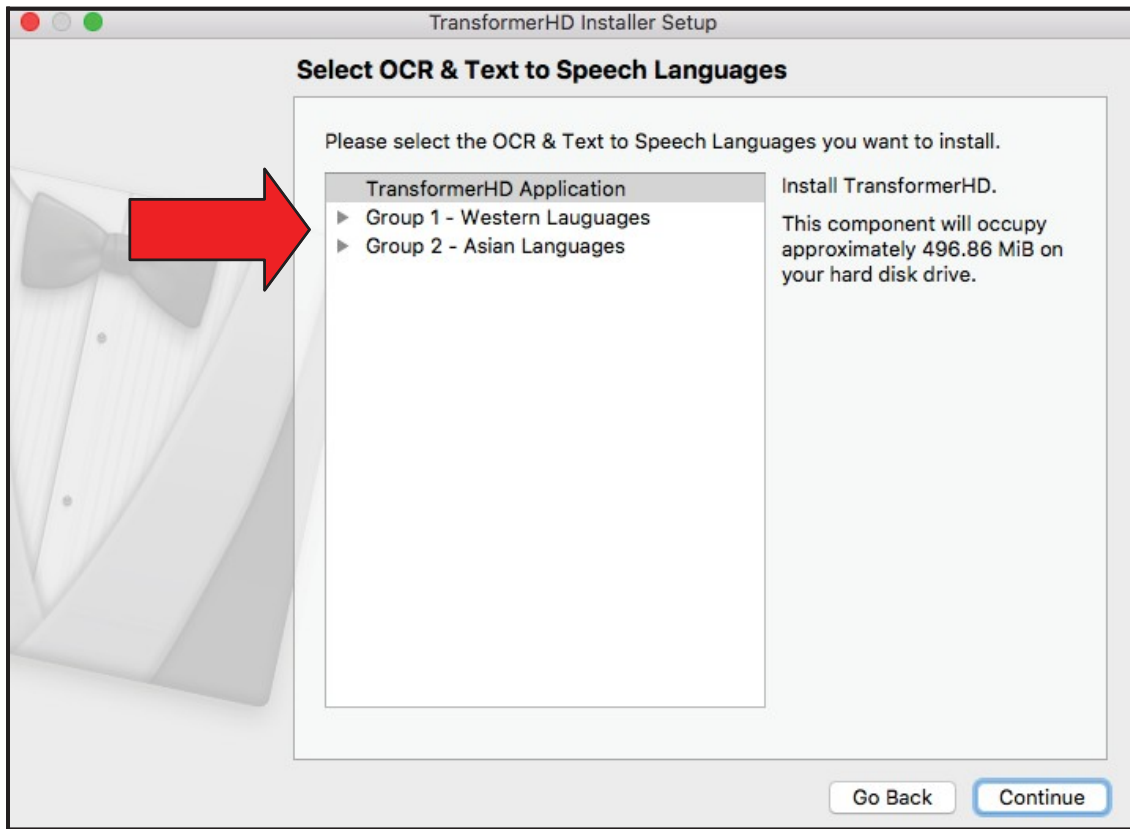 TransformerHD Installer Setup
Select OCR & Text to Speech Languages
Please select the OCR & Text to Speech Languages you want to install.
TransformerHD Application
Group 1 - Western Lauguages
Group 2 - Asian Languages
Install TransformerHD.
This component will occupy
approximately 496.86 MiB on
your hard disk drive.
Go Back
Continue